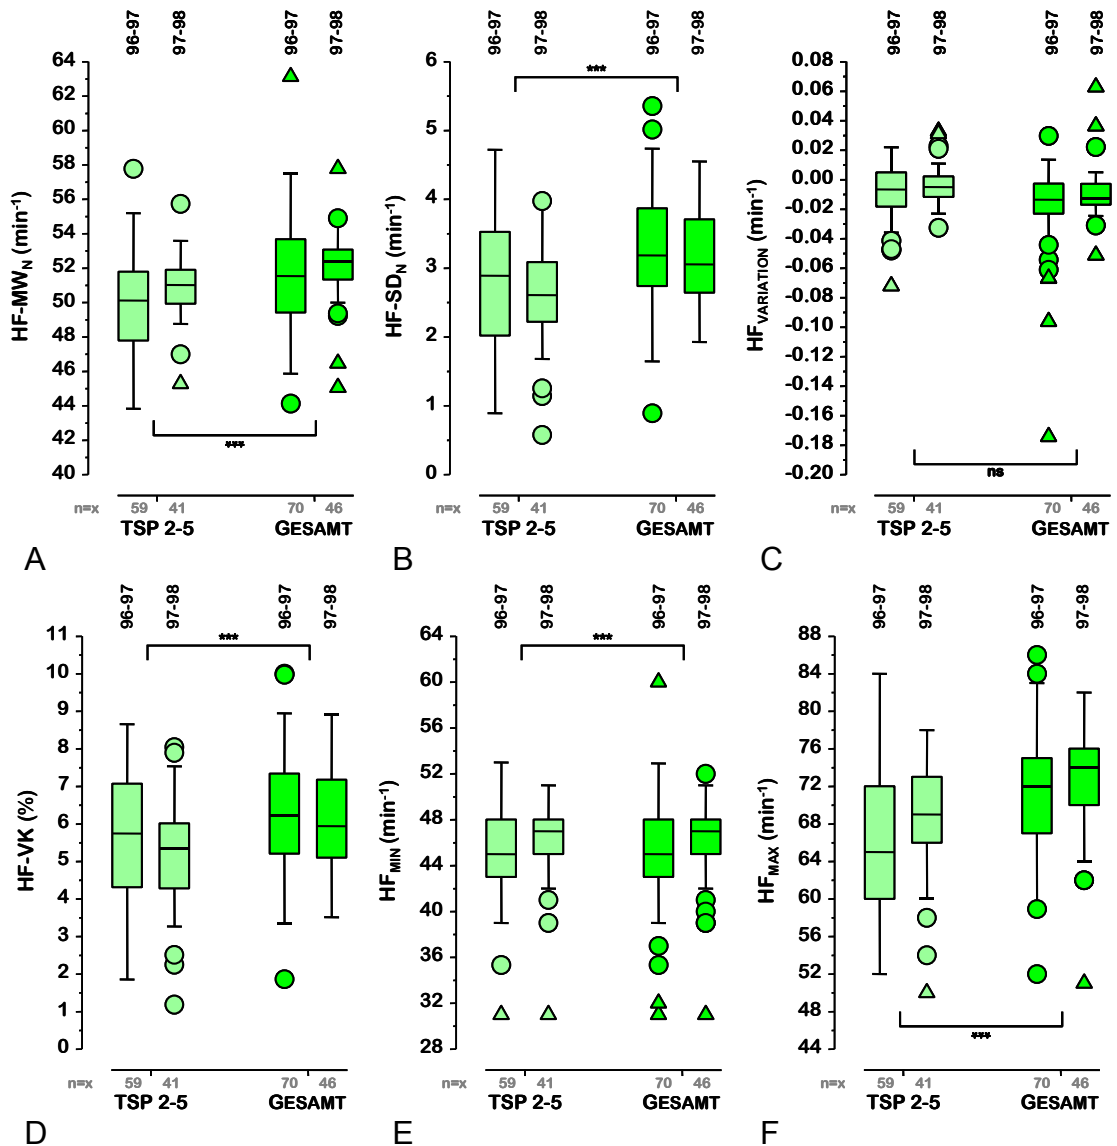 96-97 97-98 96-97 97-98
HF-MW_N (min⁻¹)
64
62
60
58
56
54
52
50
48
46
44
42
40
***
n=x 59 41 70 46
TSP 2-5 GESAMT
A
96-97 97-98 96-97 97-98
HF-SD_N (min⁻¹)
6
5
4
3
2
1
0
***
59 41 70 46
TSP 2-5 GESAMT
B
96-97 97-98 96-97 97-98
HF_VARIATION (min⁻¹)
0.08
0.06
0.04
0.02
0.00
-0.02
-0.04
-0.06
-0.08
-0.10
-0.12
-0.14
-0.16
-0.18
-0.20
ns
n=x 59 41 70 46
TSP 2-5 GESAMT
C
96-97 97-98 96-97 97-98
HF-VK (%)
11
10
9
8
7
6
5
4
3
2
1
0
***
n=x 59 41 70 46
TSP 2-5 GESAMT
D
96-97 97-98 96-97 97-98
HF_MIN (min⁻¹)
64
60
56
52
48
44
40
36
32
28
***
n=x 59 41 70 46
TSP 2-5 GESAMT
E
96-97 97-98 96-97 97-98
HF_MAX (min⁻¹)
88
84
80
76
72
68
64
60
56
52
48
44
***
59 41 70 46
TSP 2-5 GESAMT
F